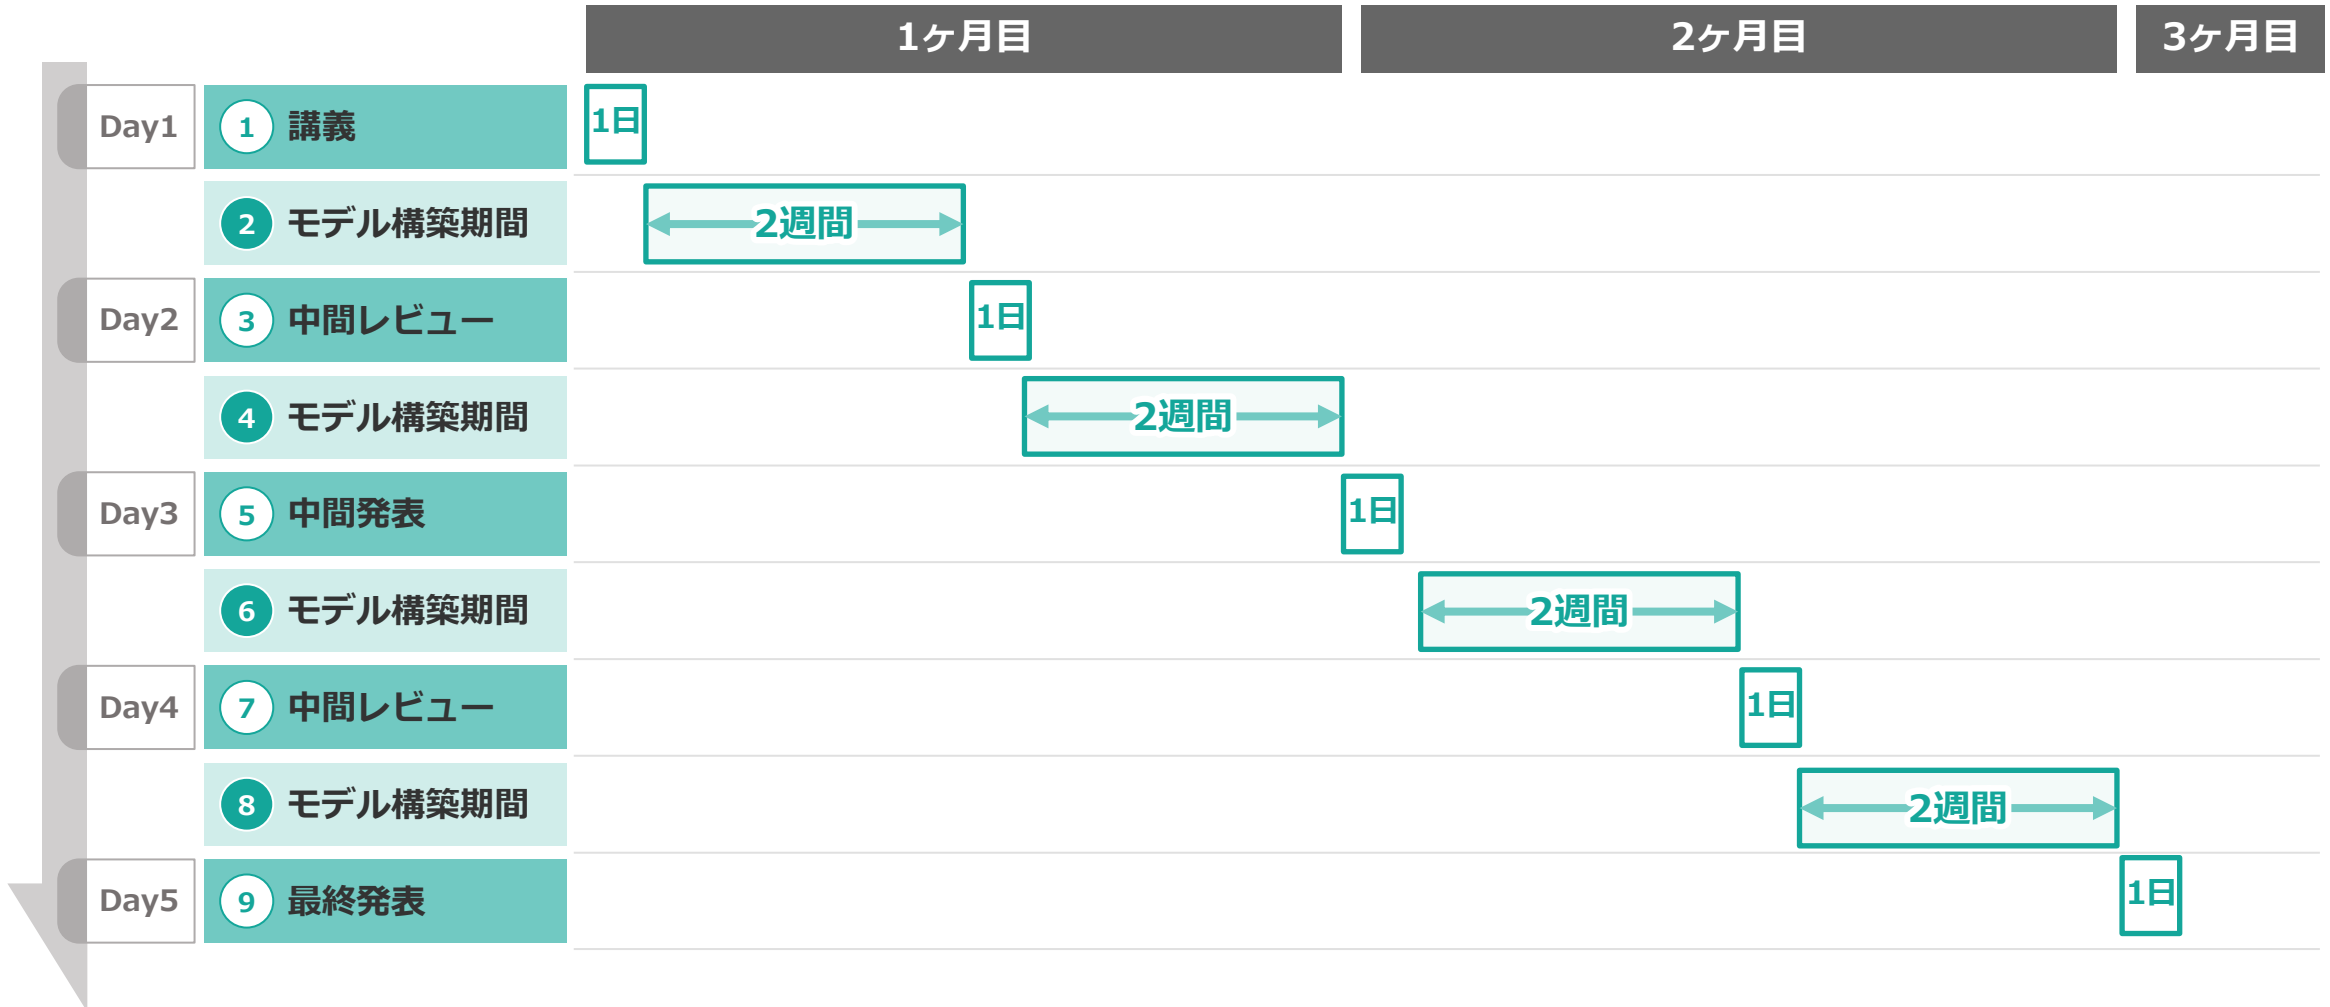 1ヶ月目 2ヶ月目 3ヶ月目
Day1 1 講義 1日
2 モデル構築期間 2週間
Day2 3 中間レビュー 1日
4 モデル構築期間 2週間
Day3 5 中間発表 1日
6 モデル構築期間 2週間
Day4 7 中間レビュー 1日
8 モデル構築期間 2週間
Day5 9 最終発表 1日